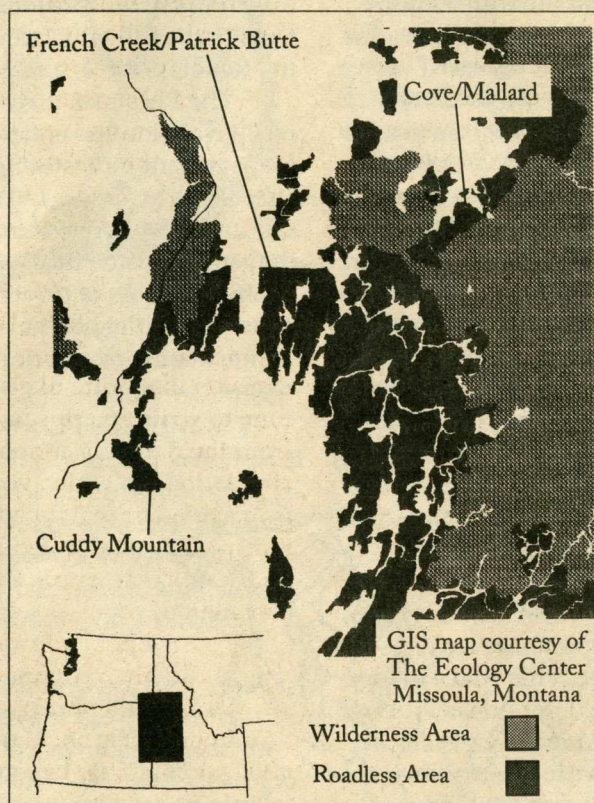 French Creek/Patrick Butte
Cove/Mallard
Cuddy Mountain
GIS map courtesy of
The Ecology Center
Missoula, Montana
Wilderness Area
Roadless Area